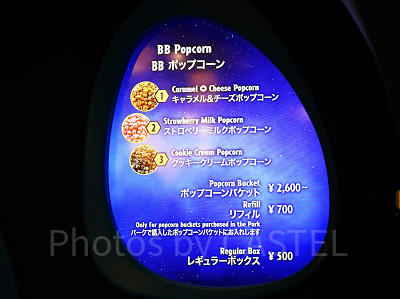 BB Popcorn
BB ポップコーン
1
Caramel & Cheese Popcorn
キャラメル&チーズポップコーン
2
Strawberry Milk Popcorn
ストロベリーミルクポップコーン
3
Cookie Cream Popcorn
クッキークリームポップコーン
Popcorn Bucket
ポップコーンバケット ¥2,600~
Refill
リフィル ¥700
Only for popcorn buckets purchased in the Park
パークで購入したポップコーンバケットにお入れします
Regular Box
レギュラーボックス ¥500
Photos by